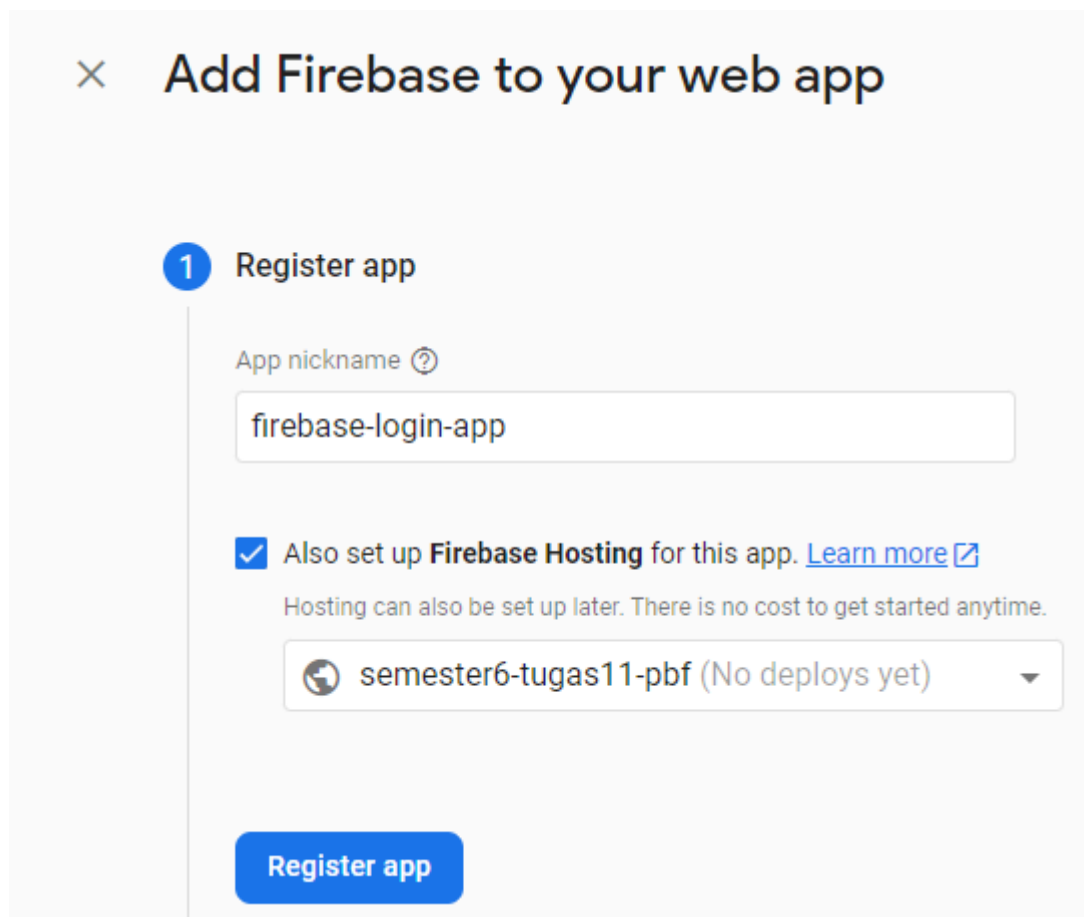 Add Firebase to your web app
1 Register app
App nickname
firebase-login-app
Also set up Firebase Hosting for this app. Learn more
Hosting can also be set up later. There is no cost to get started anytime.
semester6-tugas11-pbf (No deploys yet)
Register app